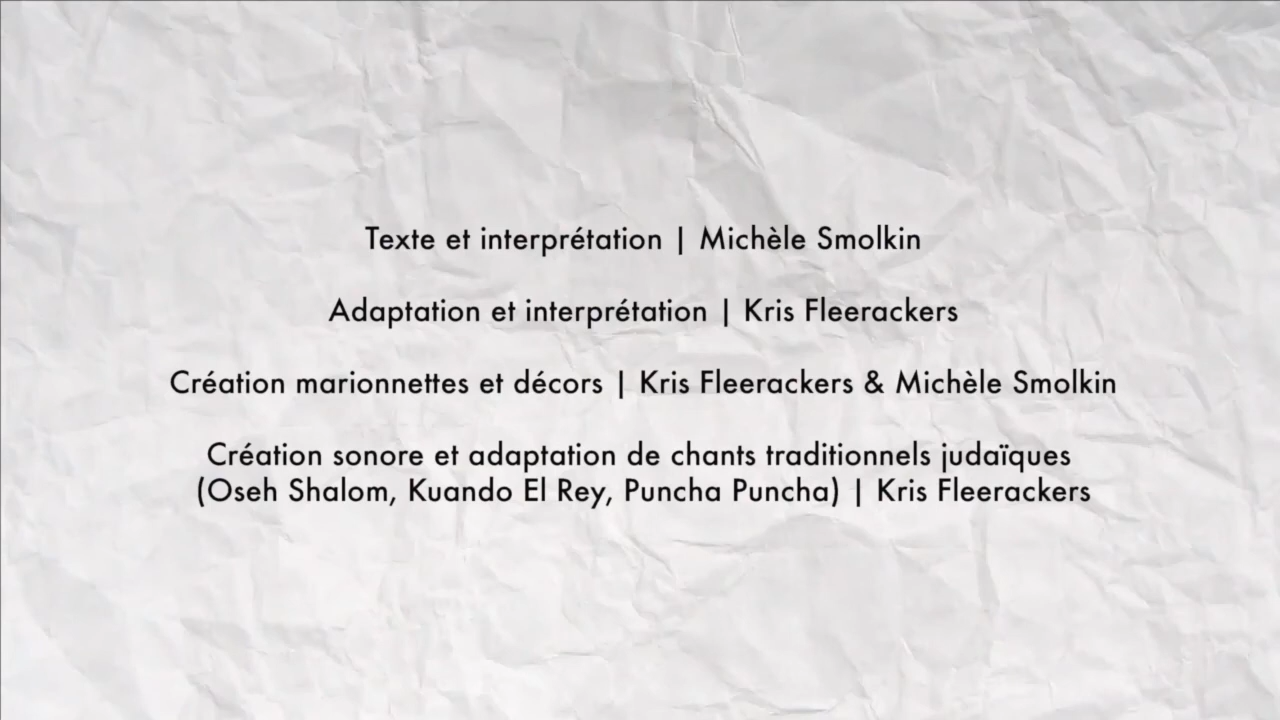 Texte et interprétation | Michèle Smolkin
Adaptation et interprétation | Kris Fleerackers
Création marionnettes et décors | Kris Fleerackers & Michèle Smolkin
Création sonore et adaptation de chants traditionnels judaïques
(Oseh Shalom, Kuando El Rey, Puncha Puncha) | Kris Fleerackers